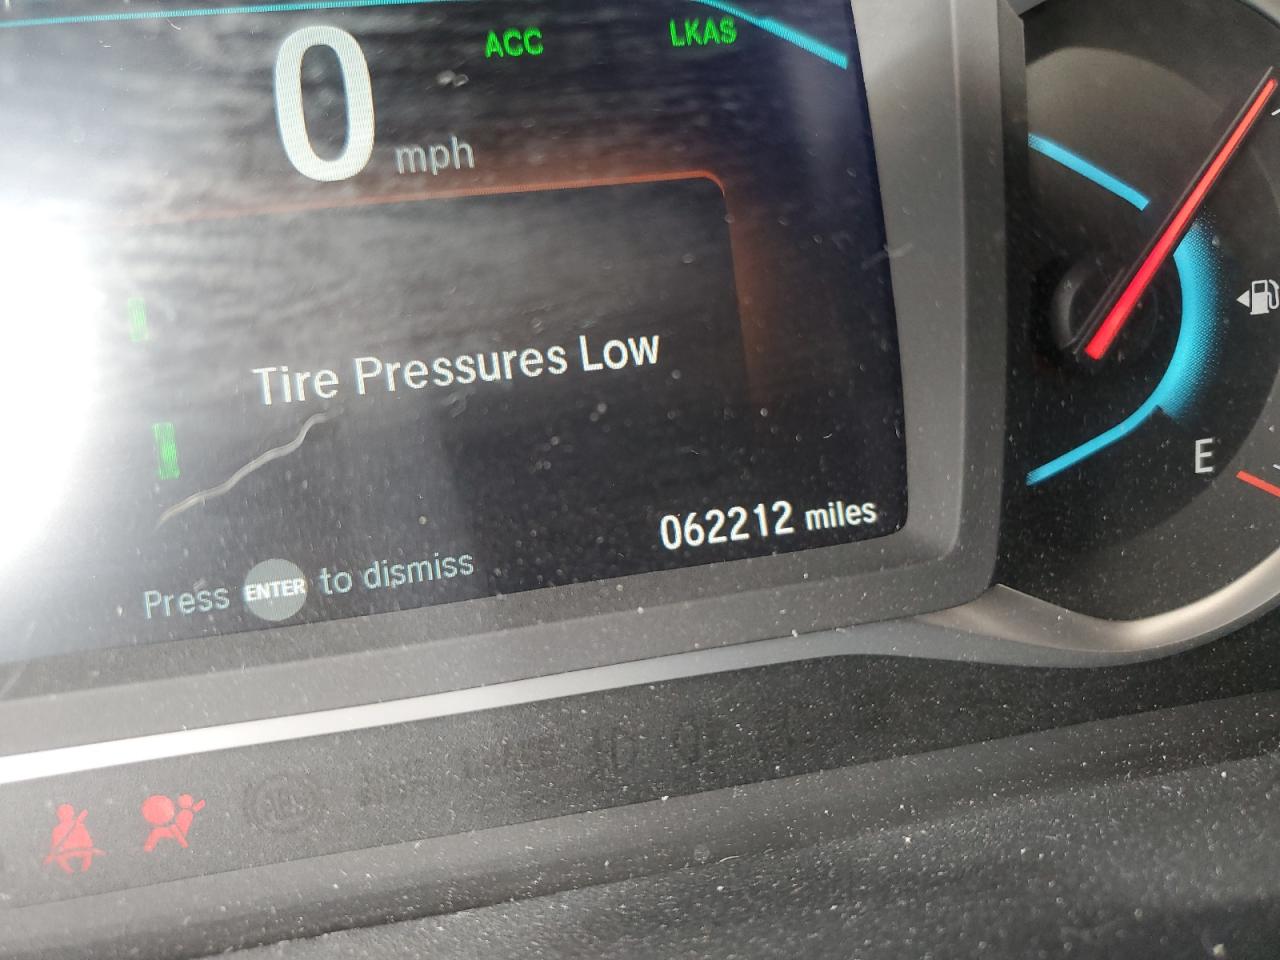 0 mph
ACC
LKAS
Tire Pressures Low
062212 miles
Press ENTER to dismiss
E